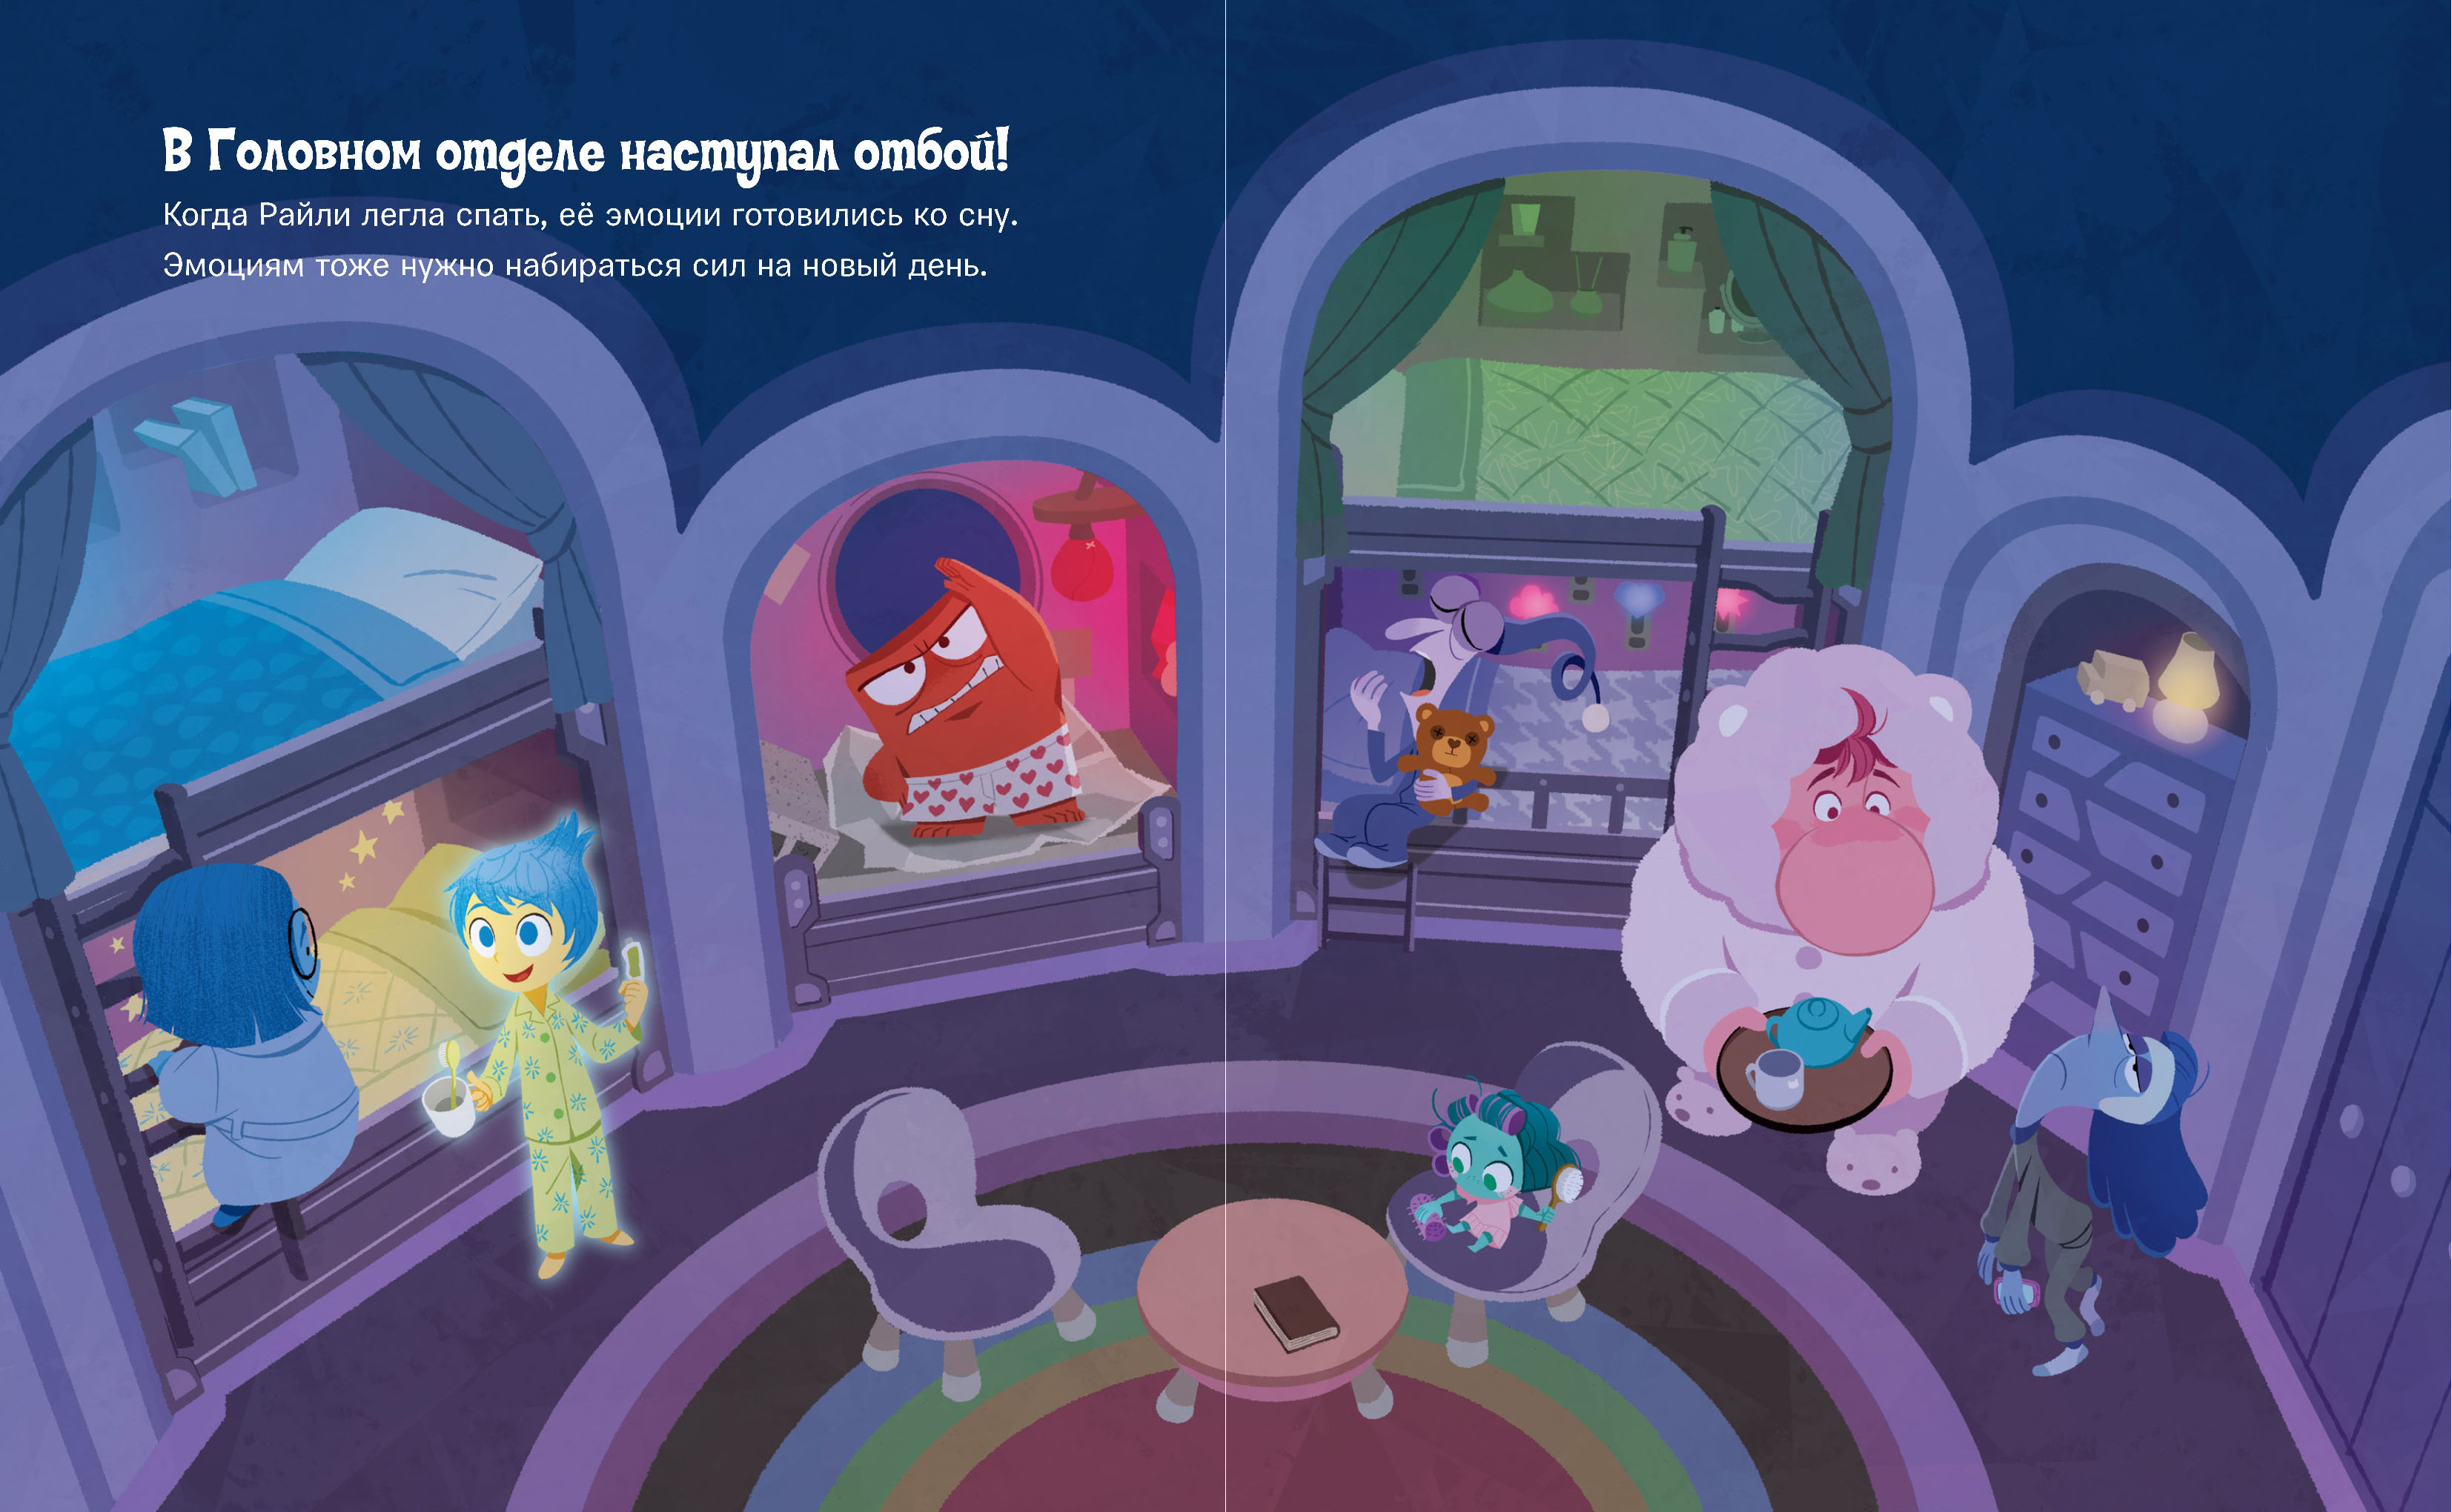 В Головном отделе наступал отбой!
Когда Райли легла спать, её эмоции готовились ко сну.
Эмоциям тоже нужно набираться сил на новый день.